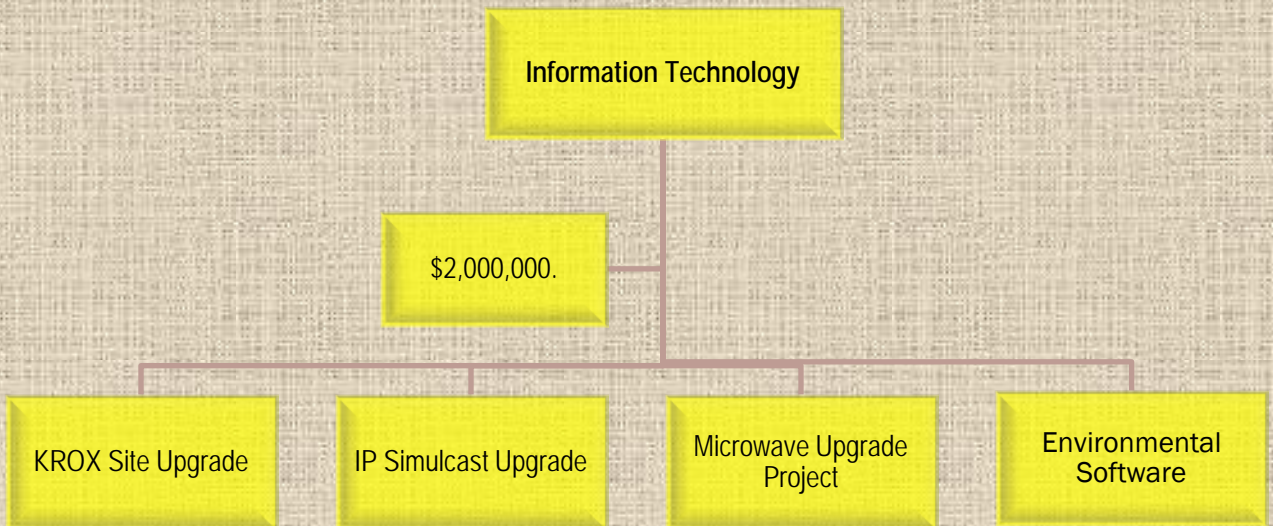 Information Technology
$2,000,000.
KROX Site Upgrade
IP Simulcast Upgrade
Microwave Upgrade
Project
Environmental
Software